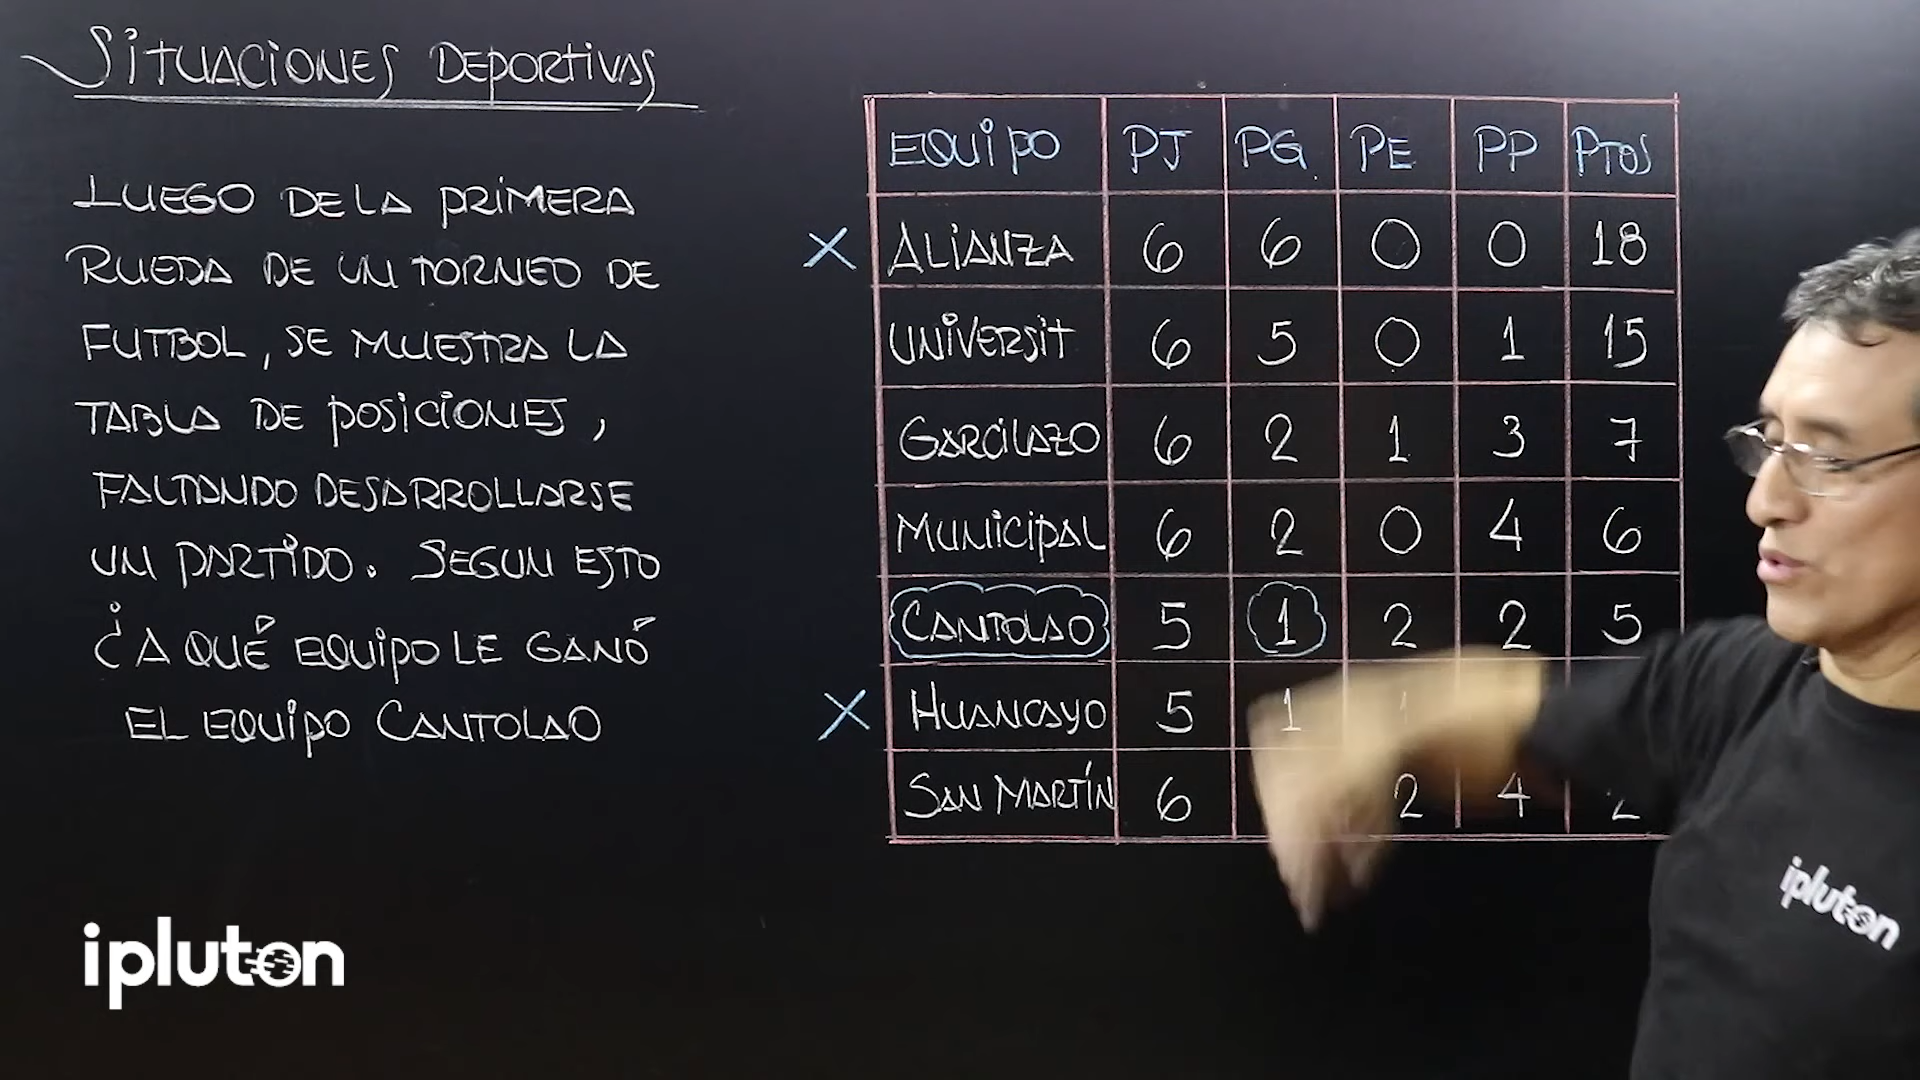 SITUACIONES DEPORTIVAS
LUEGO DE LA PRIMERA
RUEDA DE UN TORNEO DE
FUTBOL, SE MUESTRA LA
TABLA DE POSICIONES,
FALTANDO DESARROLLARSE
UN PARTIDO. SEGUN ESTO
¿A QUÉ EQUIPO LE GANÓ
EL EQUIPO CANTOLAO
EQUIPO PJ PG PE PP PTOS
X ALIANZA 6 6 0 0 18
UNIVERSIT 6 5 0 1 15
GARCILAZO 6 2 1 3 7
MUNICIPAL 6 2 0 4 6
CANTOLAO 5 1 2 2 5
X HUANCAYO 5 1 1
SAN MARTÍN 6 2 4 2
ipluton
ipluton